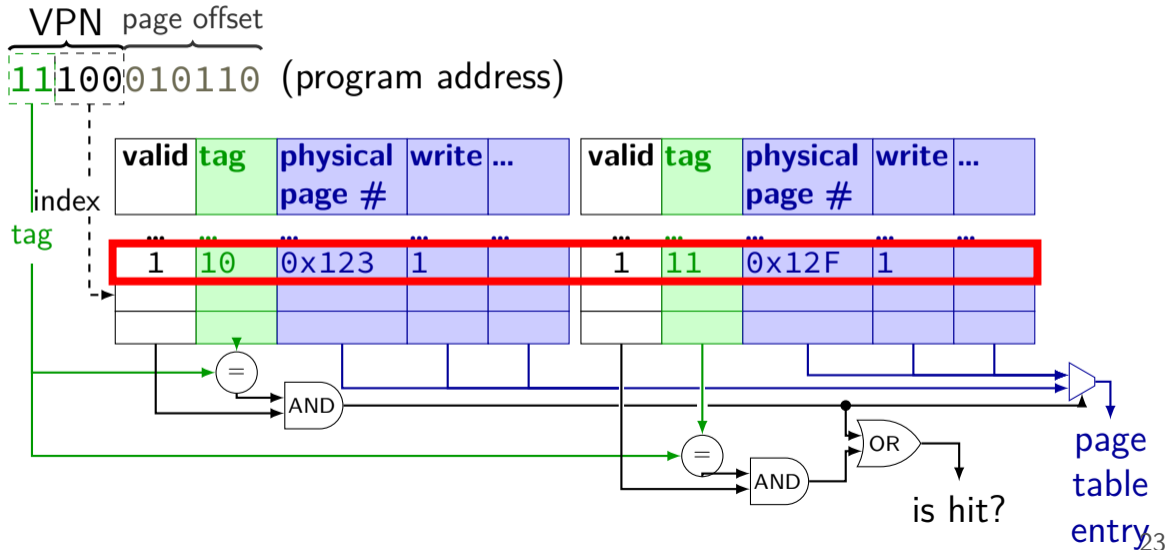 VPN page offset
11100010110 (program address)
valid tag physical page # write ... valid tag physical page # write ...
index
tag
... ... ... ... ... ... ... ... ... ...
1 10 0x123 1 1 11 0x12F 1
=
AND
=
AND
OR
is hit?
page
table
entry
23